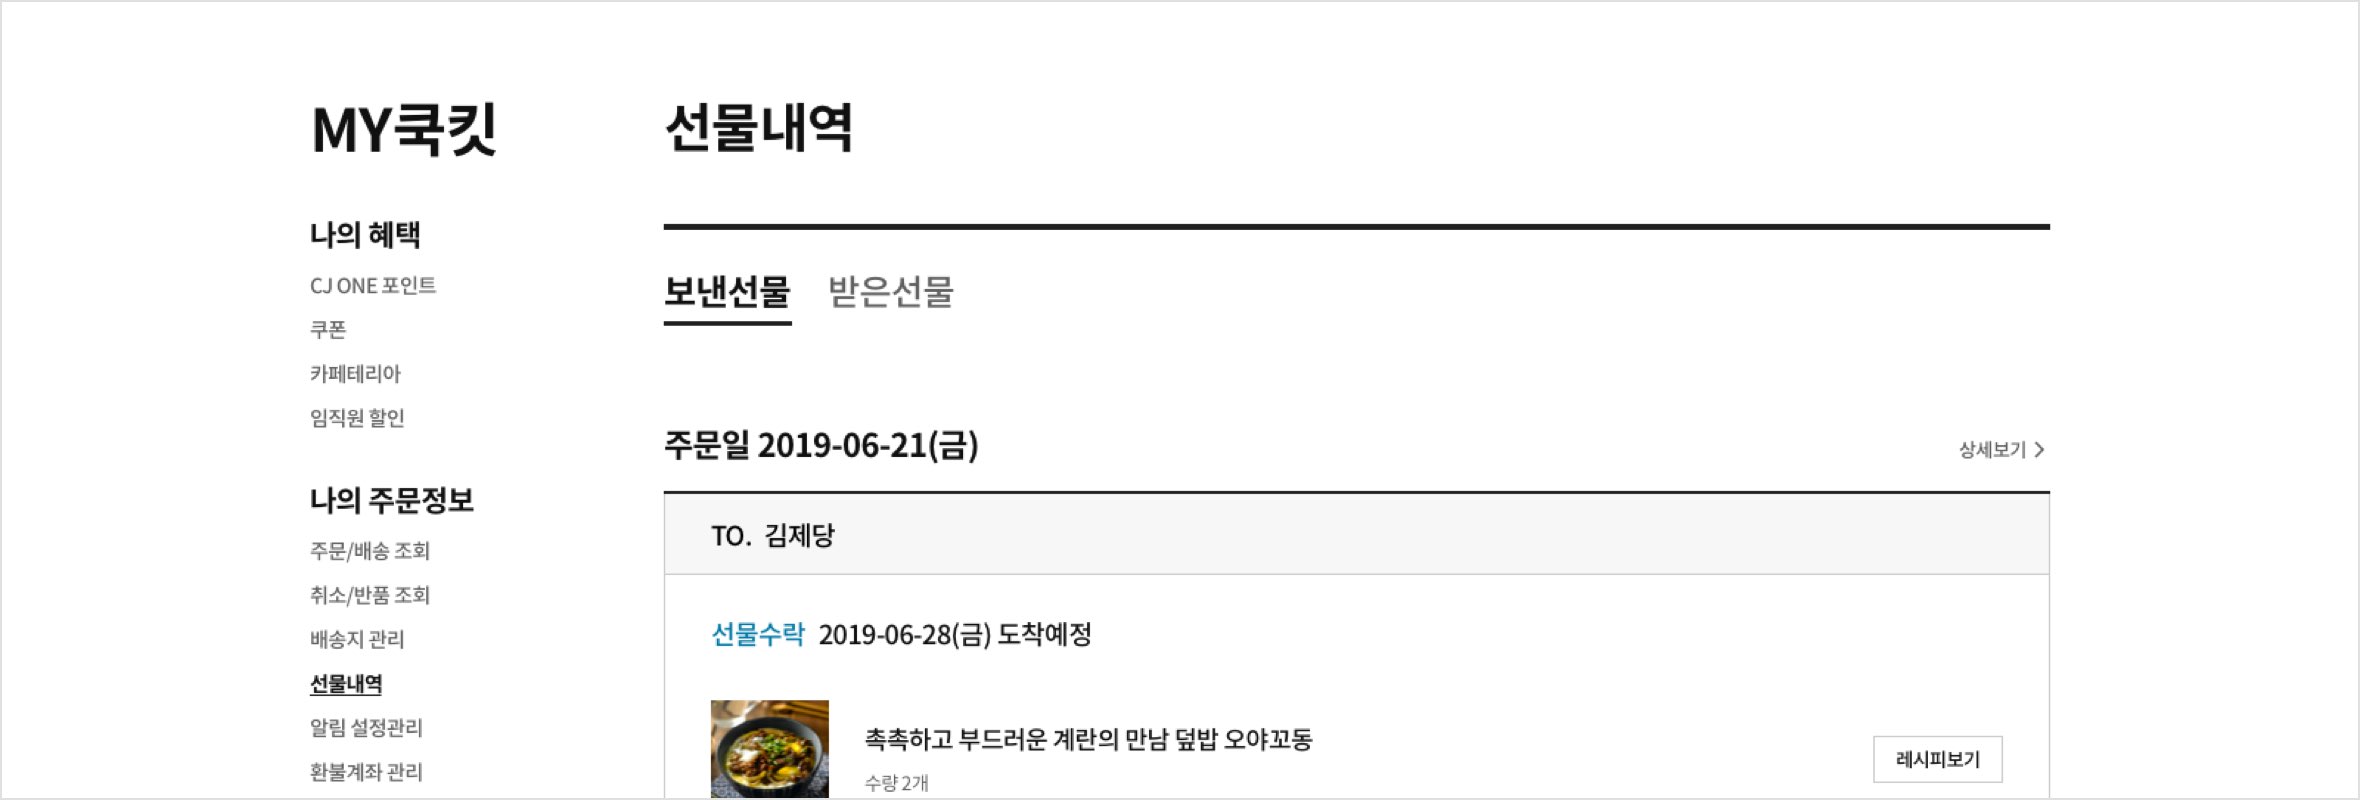 MY쿡킷
나의 혜택
CJ ONE 포인트
쿠폰
카페테리아
임직원 할인
나의 주문정보
주문/배송 조회
취소/반품 조회
배송지 관리
선물내역
알림 설정관리
환불계좌 관리
선물내역
보낸선물 받은선물
주문일 2019-06-21(금) 상세보기 >
TO. 김제당
선물수락 2019-06-28(금) 도착예정
촉촉하고 부드러운 계란의 만남 덮밥 오야꼬동
수량 2개
레시피보기